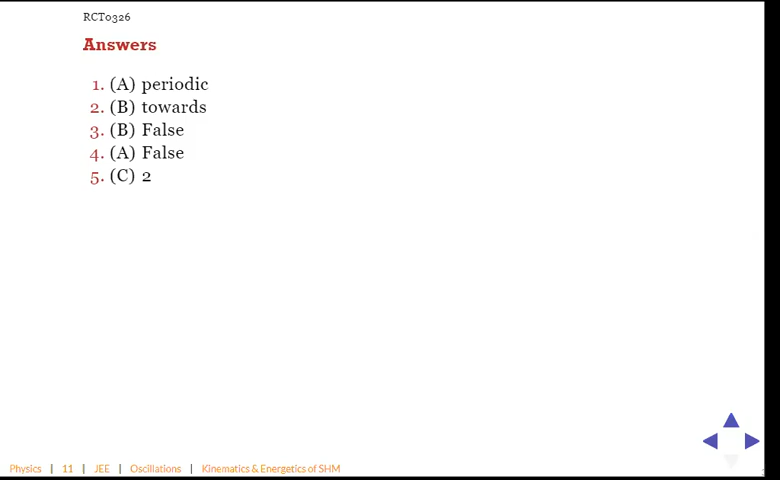 RCT0326
Answers
1. (A) periodic
2. (B) towards
3. (B) False
4. (A) False
5. (C) 2
Physics | 11 | JEE | Oscillations | Kinematics & Energetics of SHM